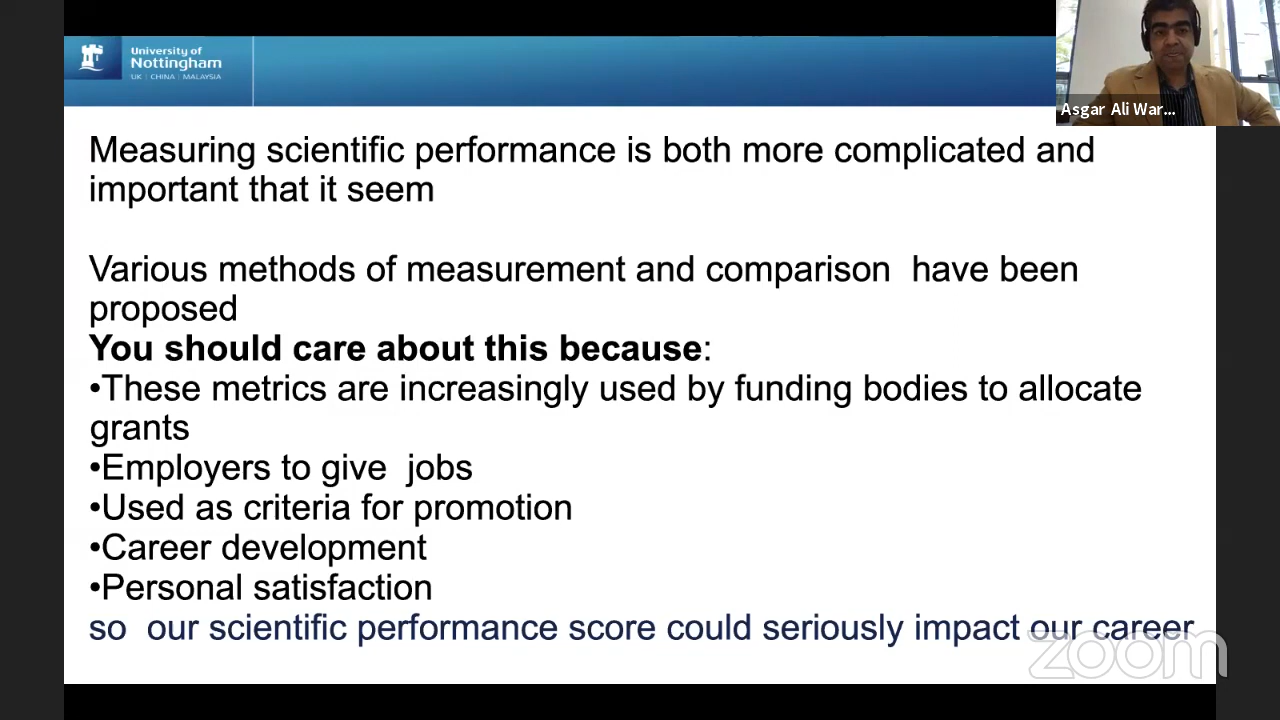 University of
Nottingham
UK | CHINA | MALAYSIA
Asgar Ali War...
Measuring scientific performance is both more complicated and
important that it seem
Various methods of measurement and comparison  have been
proposed
You should care about this because:
•These metrics are increasingly used by funding bodies to allocate
grants
•Employers to give  jobs
•Used as criteria for promotion
•Career development
•Personal satisfaction
so  our scientific performance score could seriously impact our career
zoom